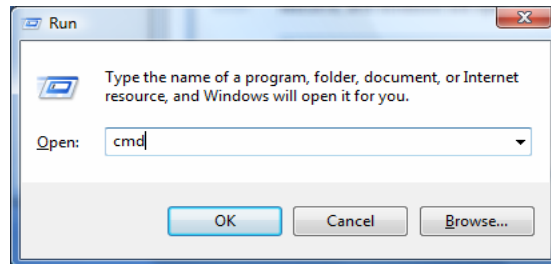 Run
Type the name of a program, folder, document, or Internet
resource, and Windows will open it for you.
Open: cmd
OK Cancel Browse...